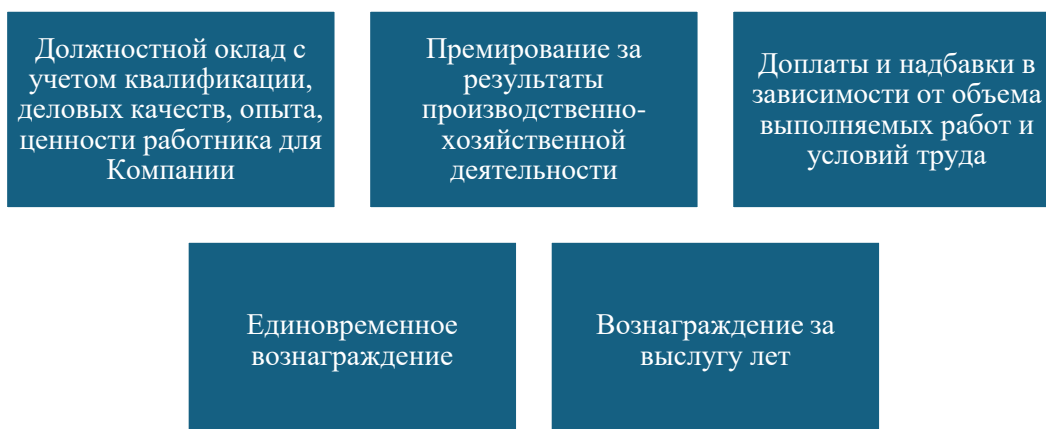 Должностной оклад с
учетом квалификации,
деловых качеств, опыта,
ценности работника для
Компании
Премирование за
результаты
производственно-
хозяйственной
деятельности
Доплаты и надбавки в
зависимости от объема
выполняемых работ и
условий труда
Единовременное
вознаграждение
Вознаграждение за
выслугу лет